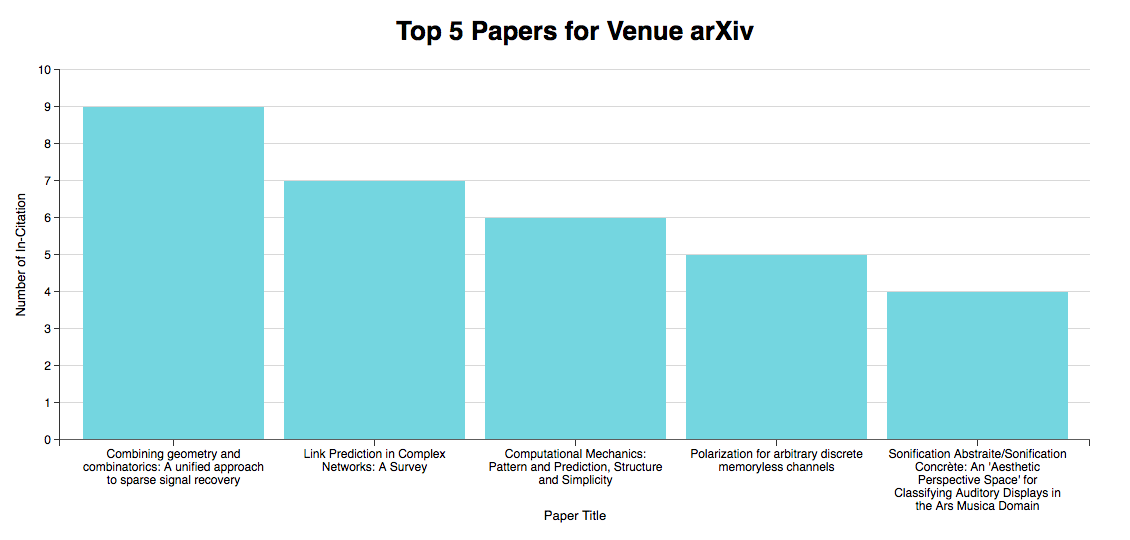 Top 5 Papers for Venue arXiv
10
9
8
7
6
5
4
3
2
1
0
Number of In-Citation
Combining geometry and
combinatorics: A unified approach
to sparse signal recovery
Link Prediction in Complex
Networks: A Survey
Computational Mechanics:
Pattern and Prediction, Structure
and Simplicity
Polarization for arbitrary discrete
memoryless channels
Sonification Abstraite/Sonification
Concrète: An 'Aesthetic
Perspective Space' for
Classifying Auditory Displays in
the Ars Musica Domain
Paper Title